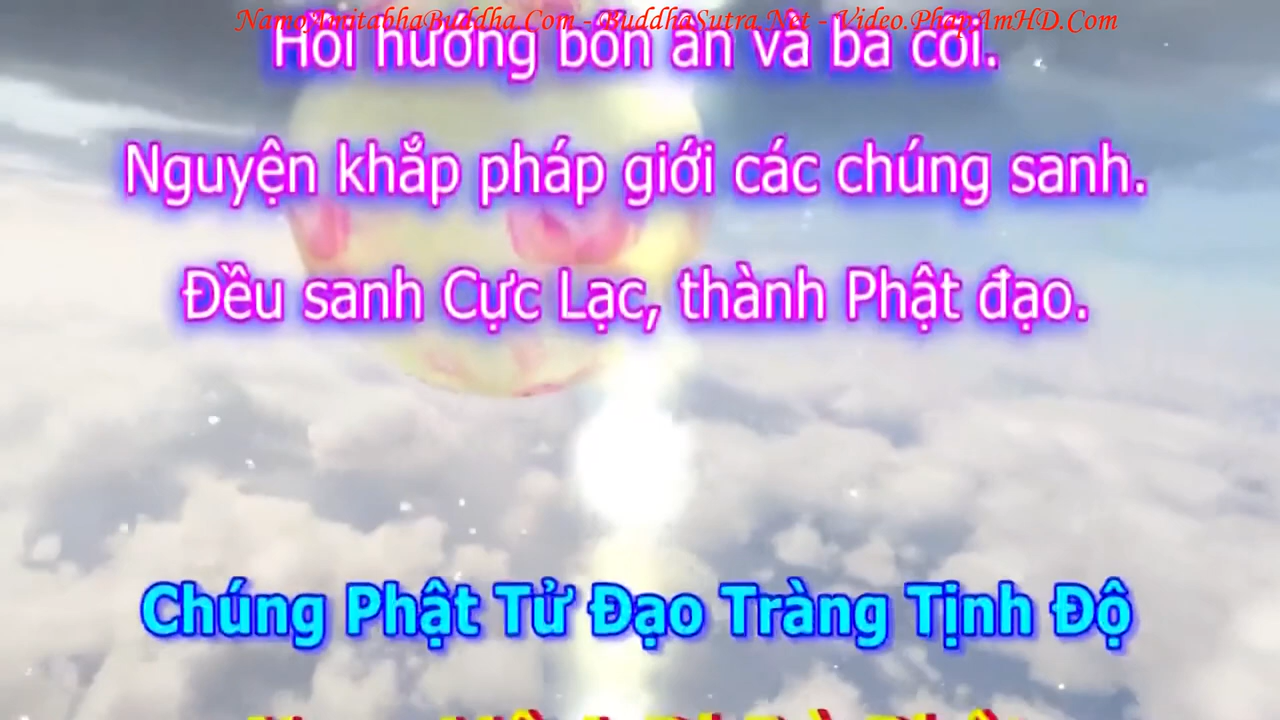 NamoAmitabhaBuddha.Com - BuddhaSutra.Net - Video.PhapAmHD.Com
Hồi hướng bốn ân và ba cõi.
Nguyện khắp pháp giới các chúng sanh.
Đều sanh Cực Lạc, thành Phật đạo.
Chúng Phật Tử Đạo Tràng Tịnh Độ